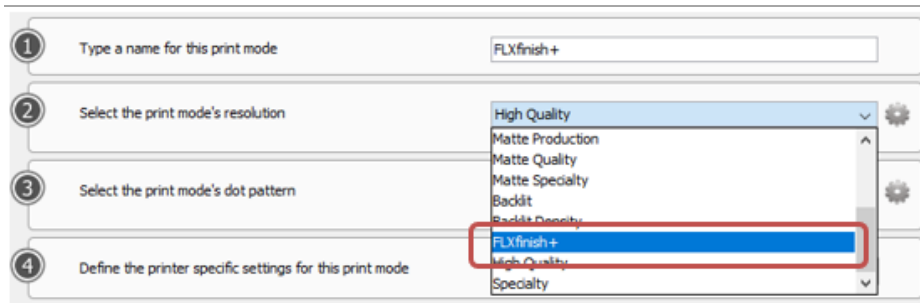 1
Type a name for this print mode
FLXfinish+
2
Select the print mode's resolution
High Quality
Matte Production
Matte Quality
Matte Specialty
3
Select the print mode's dot pattern
Backlit
Backlit Density
FLXfinish+
High Quality
4
Define the printer specific settings for this print mode
Specialty